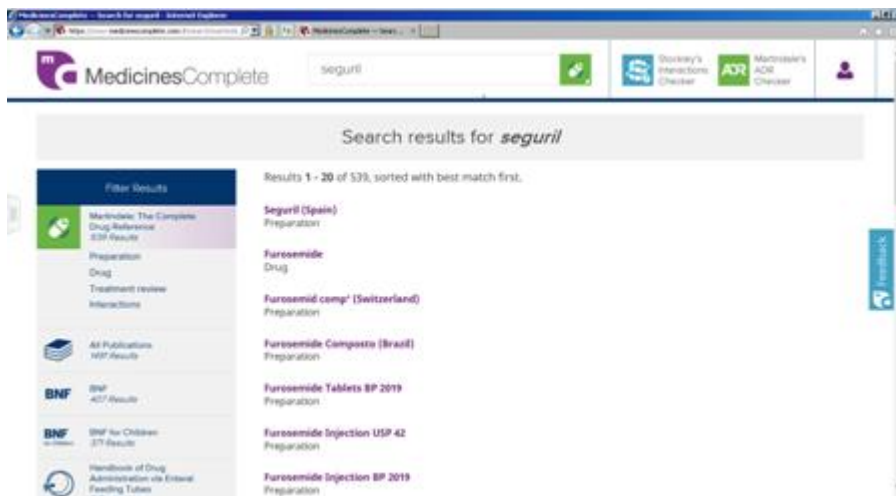 MedicinesComplete – Search for seguril - Internet Explorer
MedicinesComplete
seguril
Stockley's
Interactions
Checker
ADR
Martindale's
ADR
Checker
Search results for seguril
Filter Results
Martindale: The Complete
Drug Reference
539 Results
Preparation
Drug
Treatment review
Interactions
All Publications
Results
BNF
BNF
407 Results
BNF
for Children
BNF for Children
Results
Handbook of Drug
Administration via Enteral
Feeding Tubes
Results 1 - 20 of 539, sorted with best match first.
Seguril (Spain)
Preparation
Furosemide
Drug
Furosemid comp¹ (Switzerland)
Preparation
Furosemide Composto (Brazil)
Preparation
Furosemide Tablets BP 2019
Preparation
Furosemide Injection USP 42
Preparation
Furosemide Injection BP 2019
Preparation
Feedback